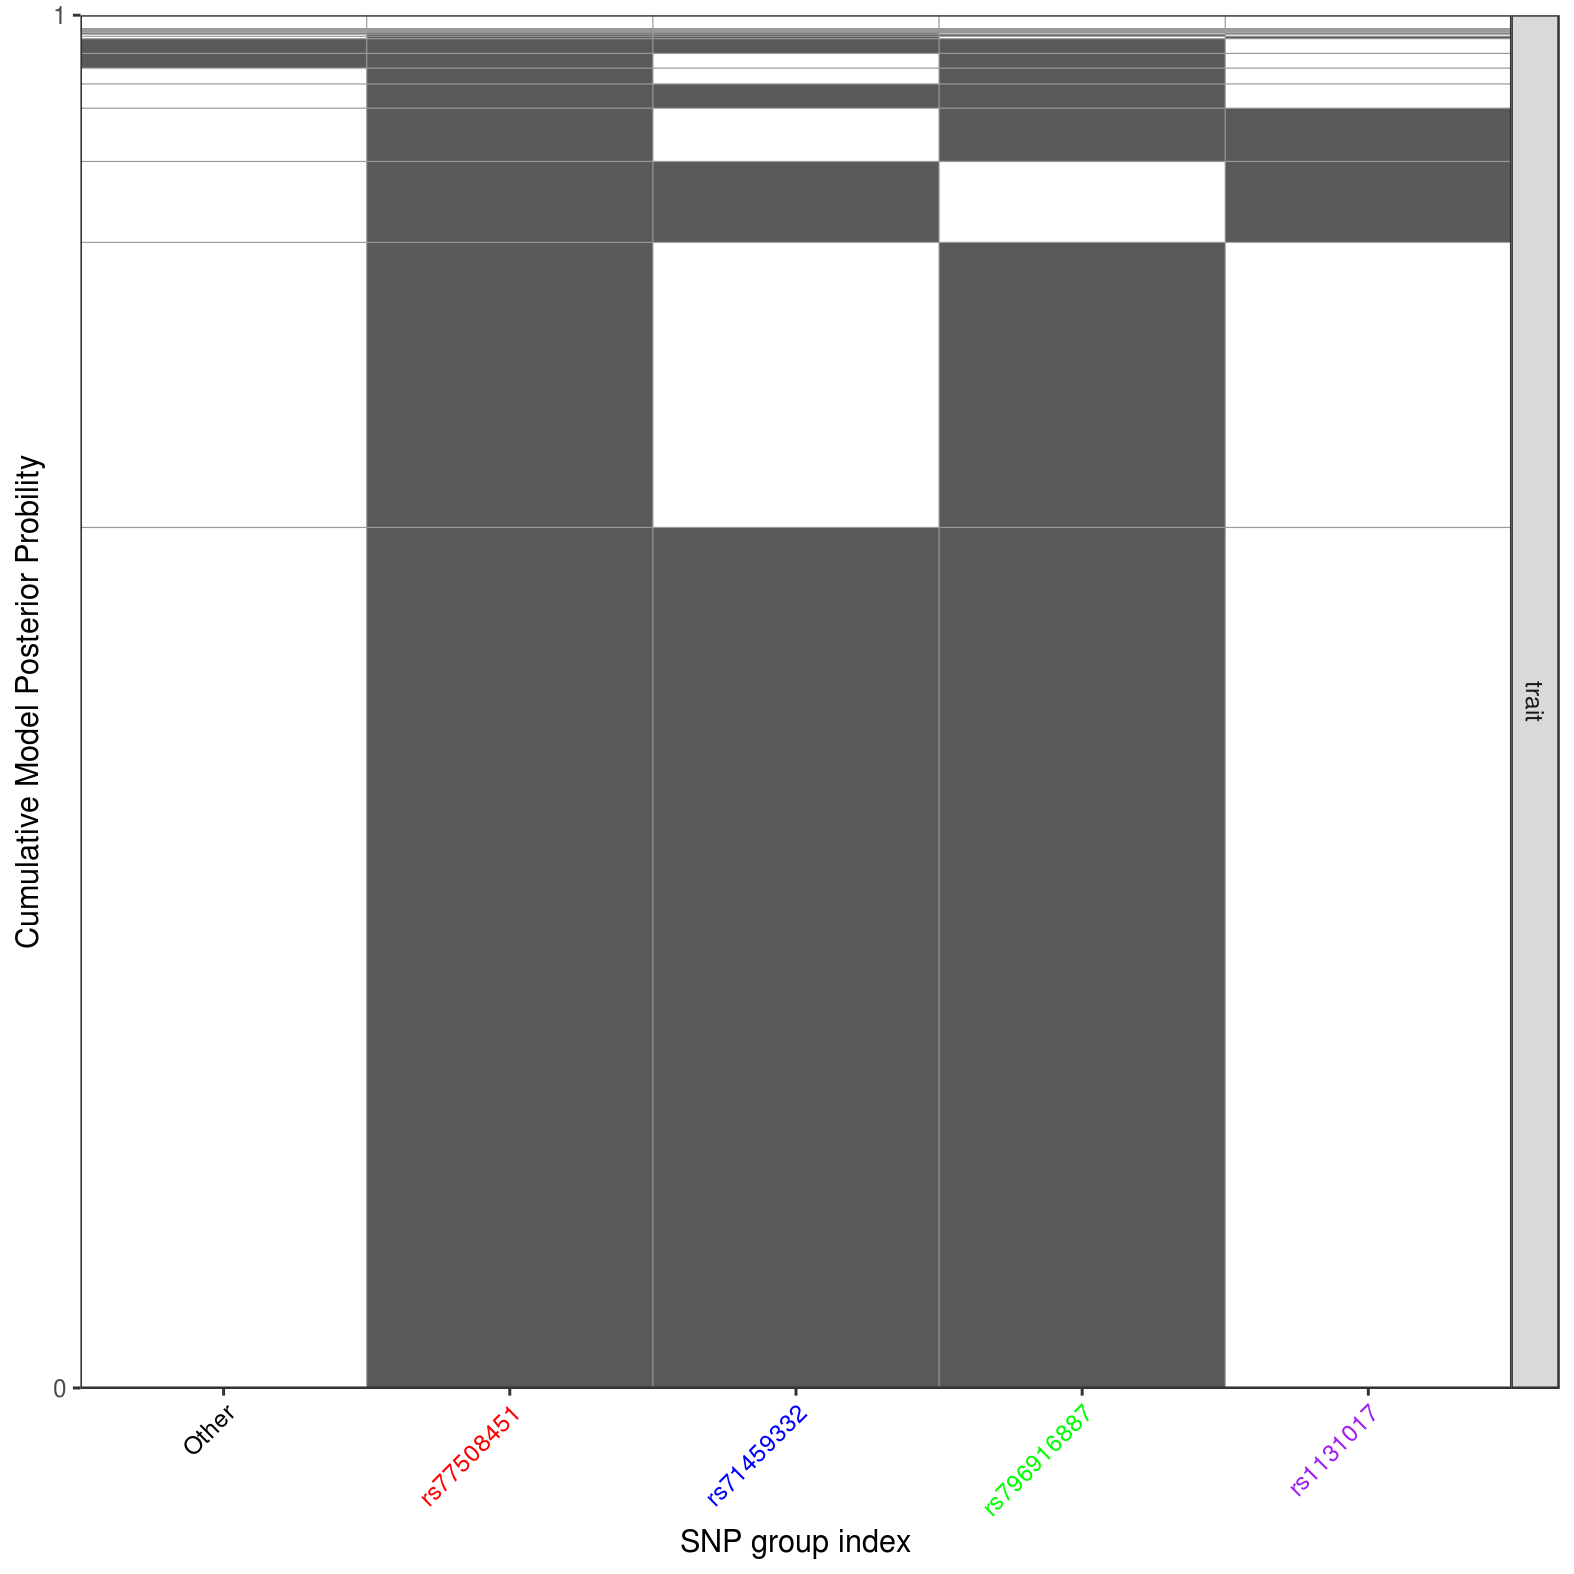 1
Cumulative Model Posterior Probility
0
trait
Other
rs77508451
rs71459332
rs796916887
rs1131017
SNP group index